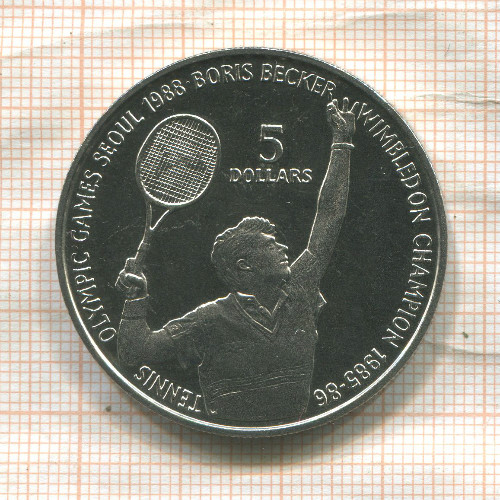 OLYMPIC GAMES SEOUL 1988·BORIS BECKER WIMBLEDON CHAMPION 1985-86
5
DOLLARS
TENNIS